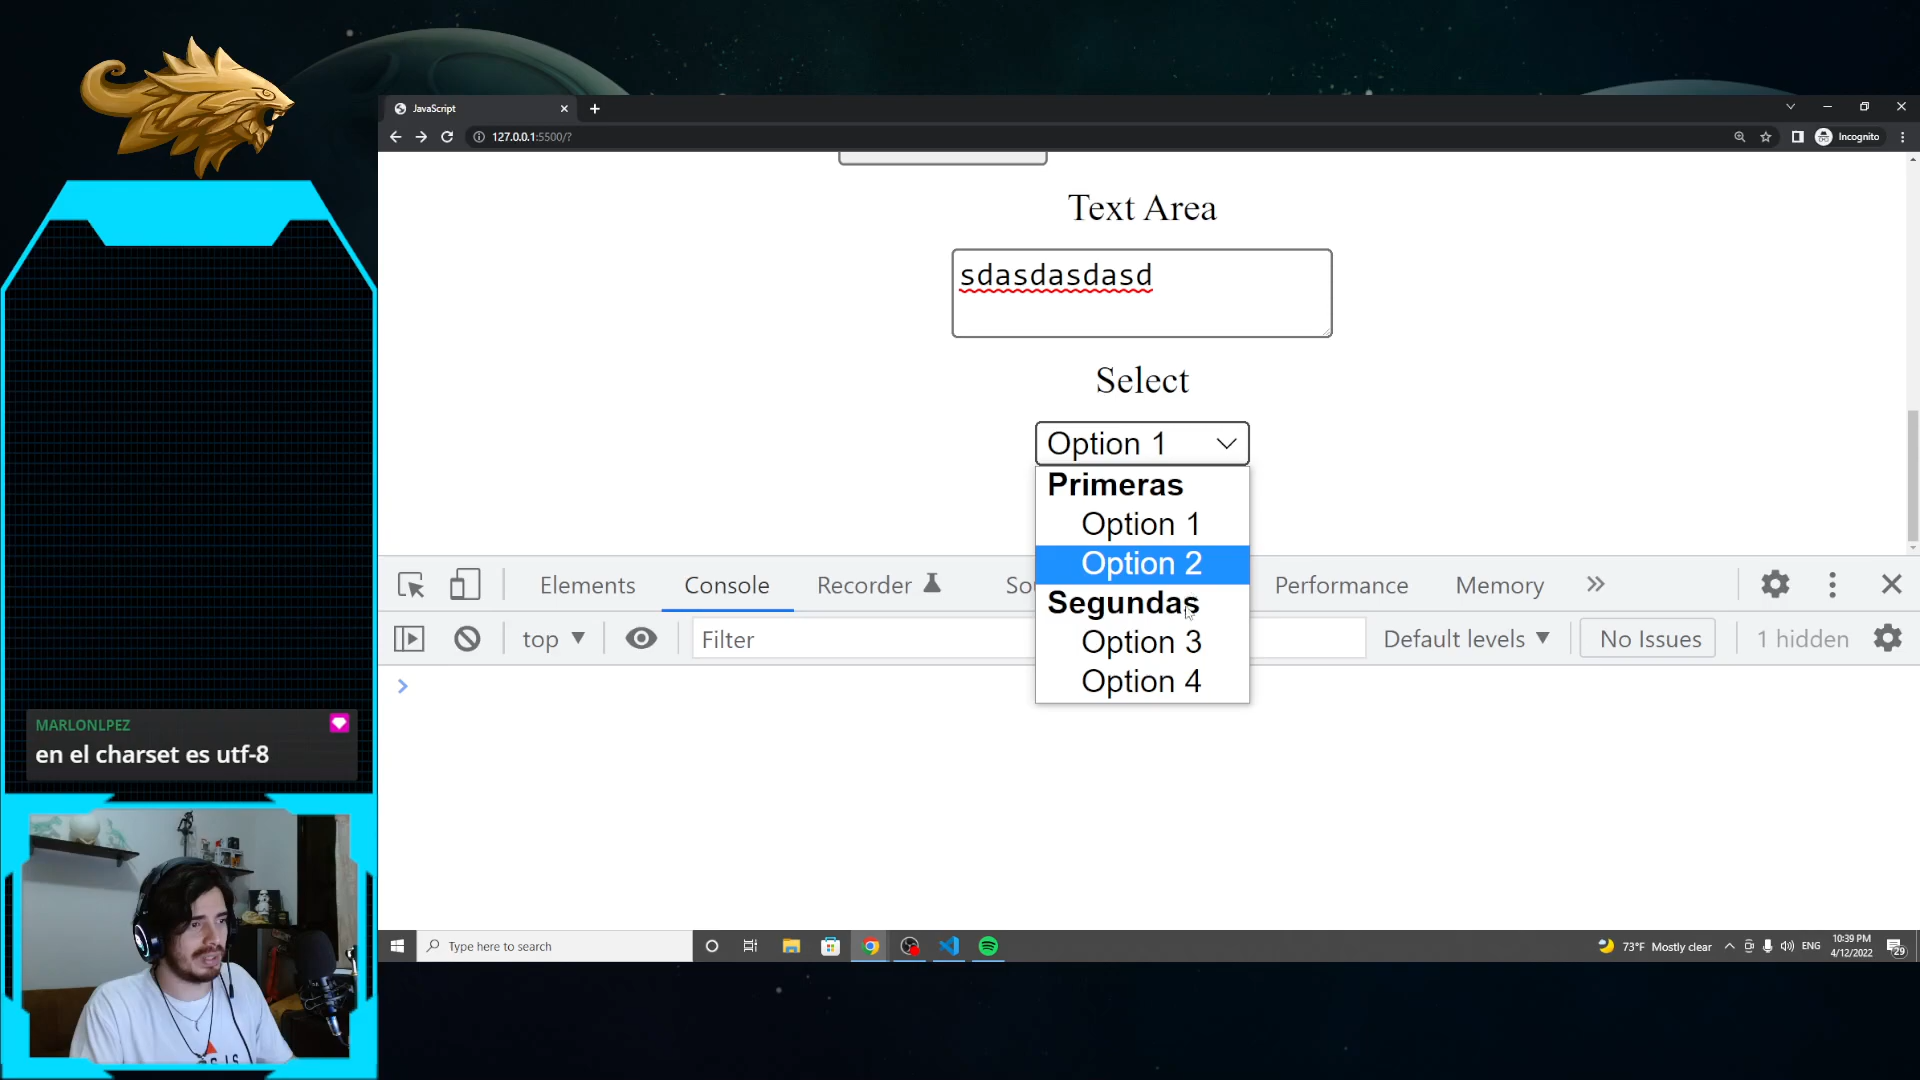 JavaScript
127.0.0.1:5500/?
Incognito
Text Area
sdasdasdasd
Select
Option 1
Primeras
Option 1
Option 2
Segundas
Option 3
Option 4
Elements
Console
Recorder
So
Performance
Memory
top
Filter
Default levels
No Issues
1 hidden
MARLONLPEZ
en el charset es utf-8
Type here to search
73°F Mostly clear
ENG
10:39 PM
4/12/2022
29